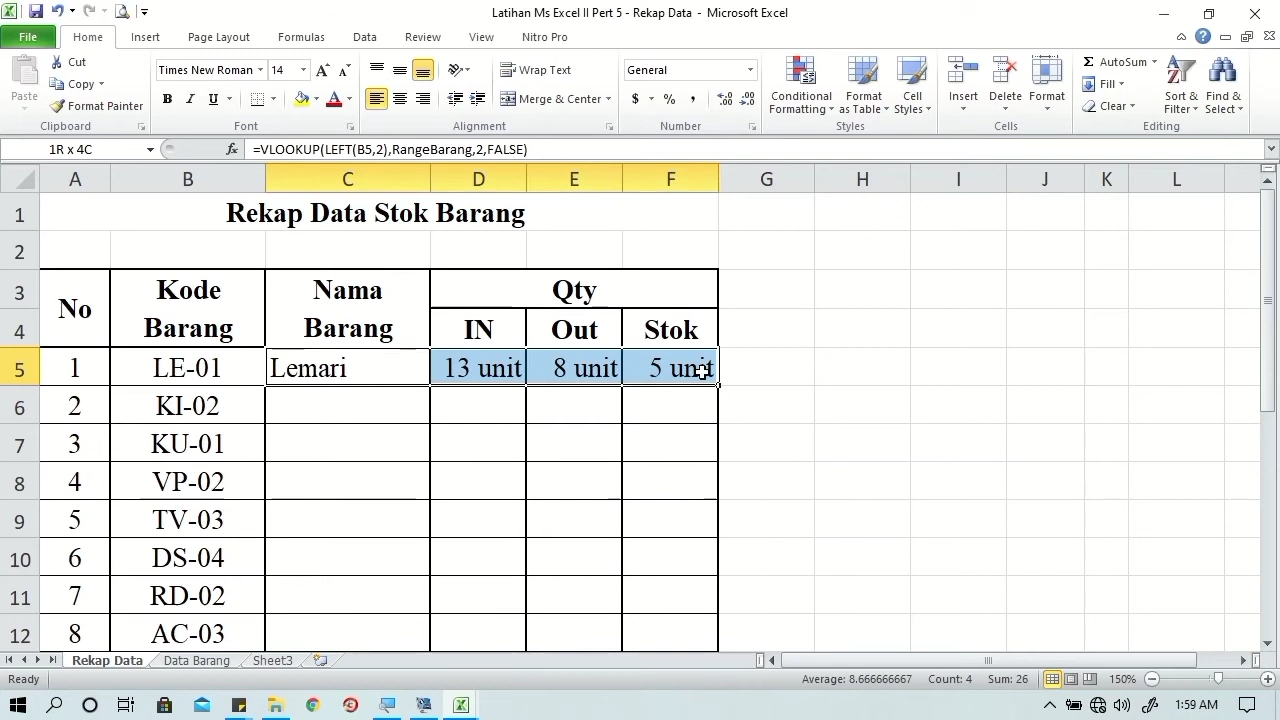 Latihan Ms Excel II Pert 5 - Rekap Data - Microsoft Excel
File Home Insert Page Layout Formulas Data Review View Nitro Pro
Paste
Cut
Copy
Format Painter
Clipboard
Times New Roman 14
B I U
Font
Wrap Text
Merge & Center
Alignment
General
$ % ,
Number
Conditional Formatting
Format as Table
Cell Styles
Styles
Insert Delete Format
Cells
Σ AutoSum
Fill
Clear
Sort & Filter
Find & Select
Editing
1R x 4C fx =VLOOKUP(LEFT(B5,2),RangeBarang,2,FALSE)
A B C D E F G H I J K L
1 Rekap Data Stok Barang
2
3 No Kode Barang Nama Barang Qty
4 IN Out Stok
5 1 LE-01 Lemari 13 unit 8 unit 5 unit
6 2 KI-02
7 3 KU-01
8 4 VP-02
9 5 TV-03
10 6 DS-04
11 7 RD-02
12 8 AC-03
Rekap Data Data Barang Sheet3
Ready Average: 8.666666667 Count: 4 Sum: 26 150%
1:59 AM